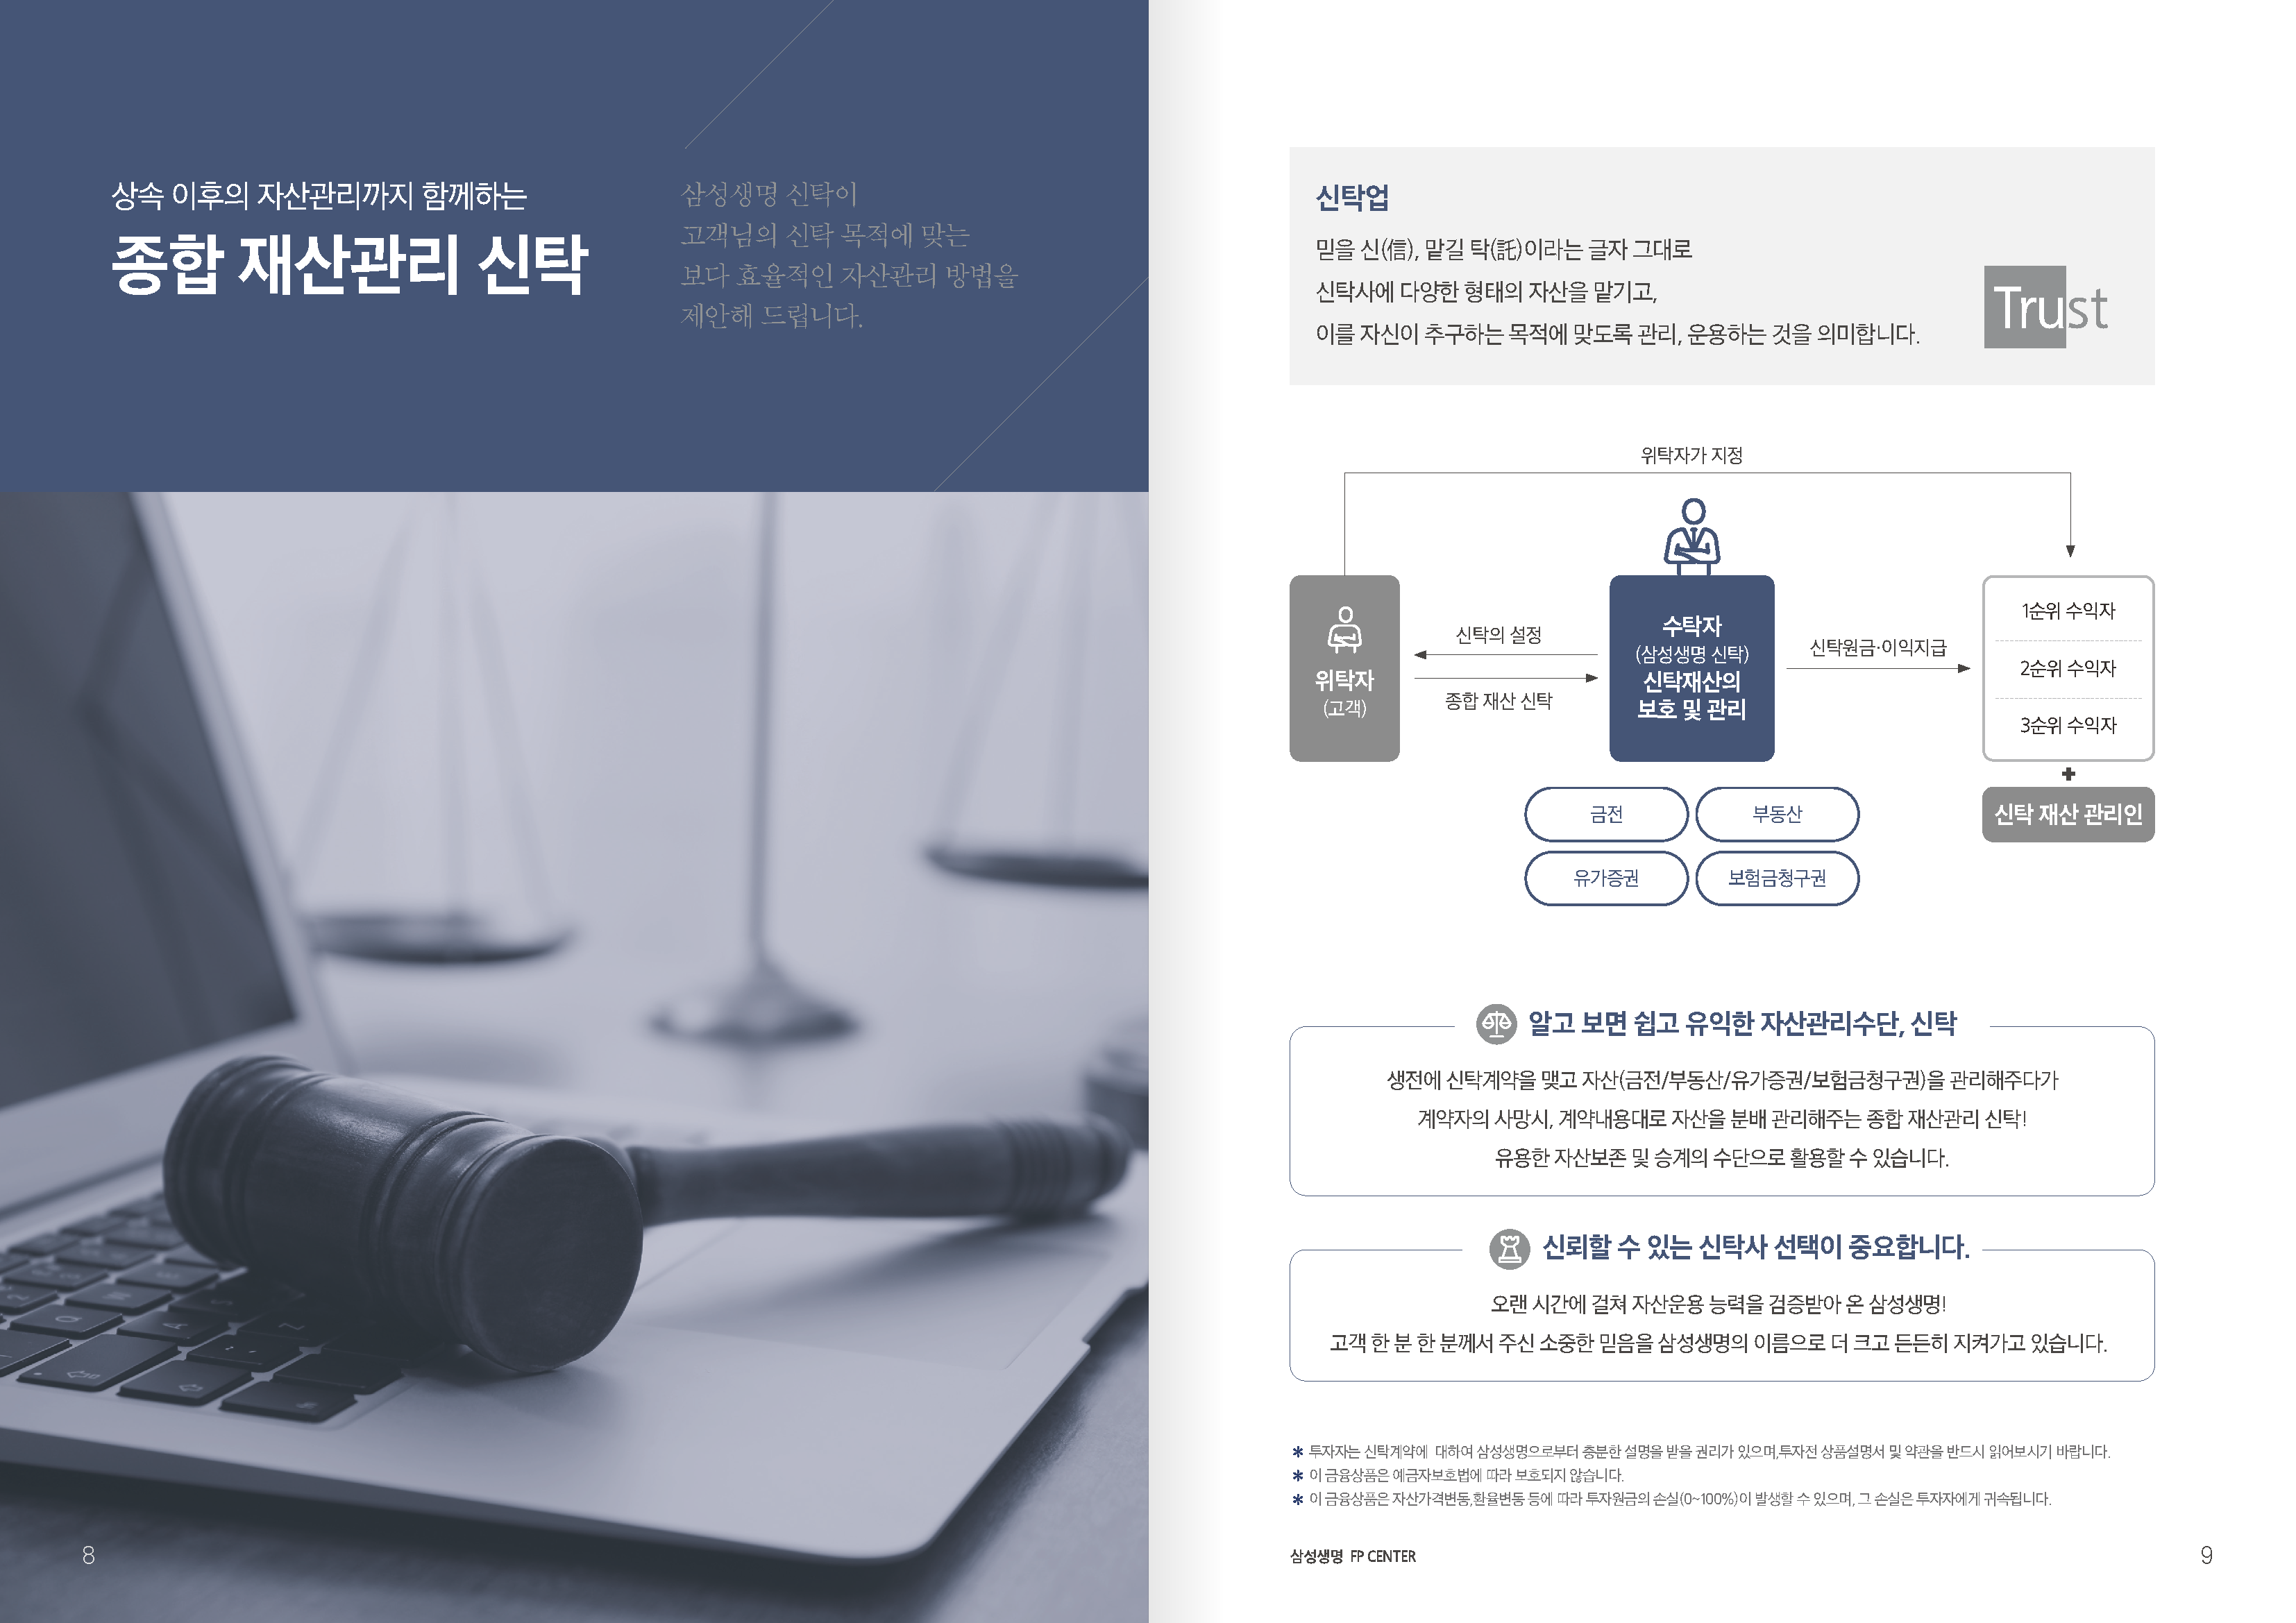 상속 이후의 자산관리까지 함께하는
종합 재산관리 신탁
삼성생명 신탁이
고객님의 신탁 목적에 맞는
보다 효율적인 자산관리 방법을
제안해 드립니다.
8
신탁업
믿을 신(信), 맡길 탁(託)이라는 글자 그대로
신탁사에 다양한 형태의 자산을 맡기고,
이를 자신이 추구하는 목적에 맞도록 관리, 운용하는 것을 의미합니다.
Trust
위탁자가 지정
위탁자
(고객)
신탁의 설정
종합 재산 신탁
수탁자
(삼성생명 신탁)
신탁재산의
보호 및 관리
신탁원금·이익지급
1순위 수익자
2순위 수익자
3순위 수익자
+
신탁 재산 관리인
금전
부동산
유가증권
보험금청구권
알고 보면 쉽고 유익한 자산관리수단, 신탁
생전에 신탁계약을 맺고 자산(금전/부동산/유가증권/보험금청구권)을 관리해주다가
계약자의 사망시, 계약내용대로 자산을 분배 관리해주는 종합 재산관리 신탁!
유용한 자산보존 및 승계의 수단으로 활용할 수 있습니다.
신뢰할 수 있는 신탁사 선택이 중요합니다.
오랜 시간에 걸쳐 자산운용 능력을 검증받아 온 삼성생명!
고객 한 분 한 분께서 주신 소중한 믿음을 삼성생명의 이름으로 더 크고 든든히 지켜가고 있습니다.
* 투자자는 신탁계약에 대하여 삼성생명으로부터 충분한 설명을 받을 권리가 있으며,투자전 상품설명서 및 약관을 반드시 읽어보시기 바랍니다.
* 이 금융상품은 예금자보호법에 따라 보호되지 않습니다.
* 이 금융상품은 자산가격변동,환율변동 등에 따라 투자원금의 손실(0~100%)이 발생할 수 있으며, 그 손실은 투자자에게 귀속됩니다.
삼성생명 FP CENTER
9